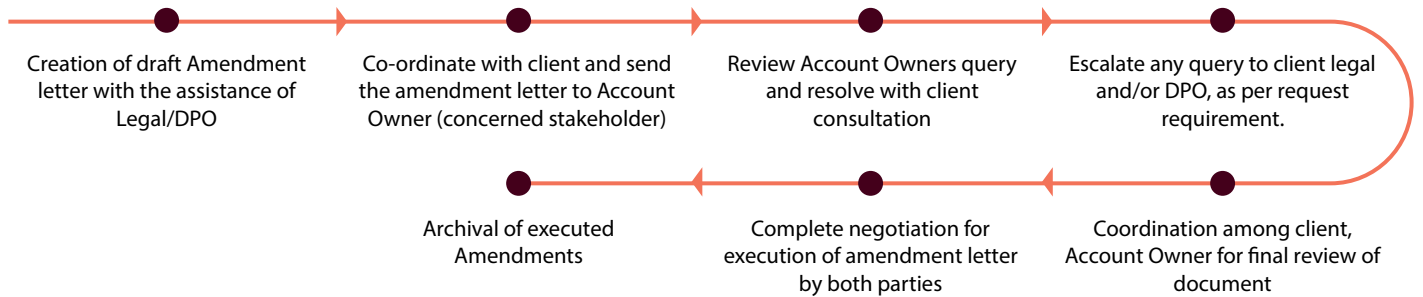 Creation of draft Amendment
letter with the assistance of
Legal/DPO
Co-ordinate with client and send
the amendment letter to Account
Owner (concerned stakeholder)
Review Account Owners query
and resolve with client
consultation
Escalate any query to client legal
and/or DPO, as per request
requirement.
Coordination among client,
Account Owner for final review of
document
Complete negotiation for
execution of amendment letter
by both parties
Archival of executed
Amendments